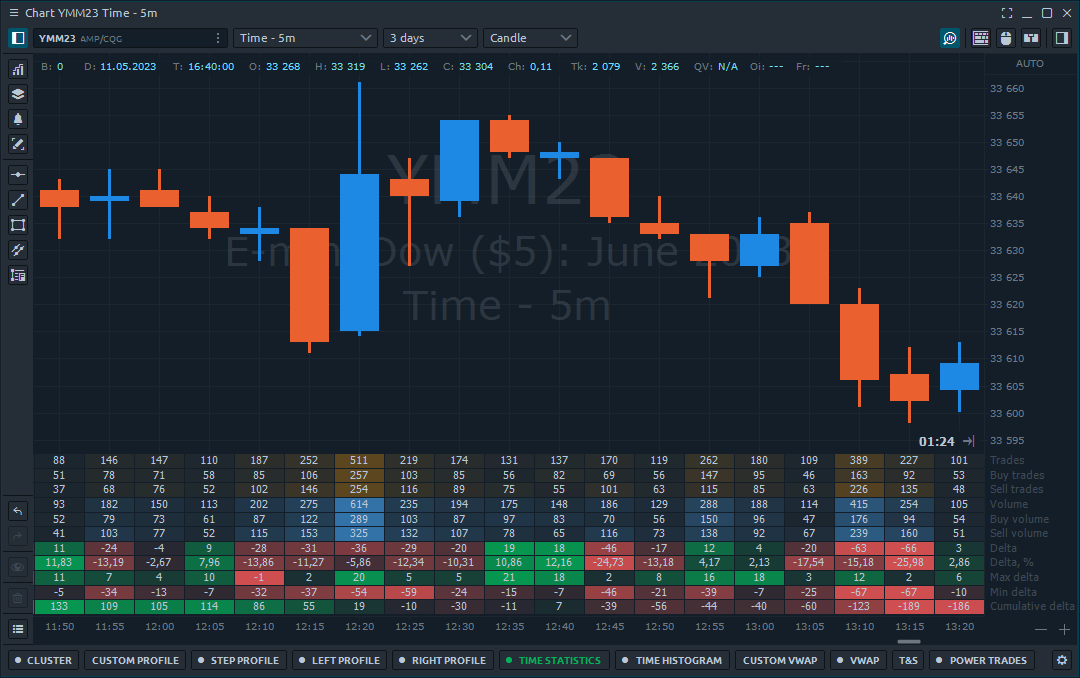 Chart YMM23 Time - 5m
YMM23 AMP/CQG Time - 5m 3 days Candle
B: 0 D: 11.05.2023 T: 16:40:00 O: 33 268 H: 33 319 L: 33 262 C: 33 304 Ch: 0,11 Tk: 2 079 V: 2 366 QV: N/A Oi: --- Fr: --- AUTO
33 660
33 655
33 650
33 645
33 640
33 635
33 630
33 625
33 620
33 615
33 610
33 605
33 600
33 595
YMM23
E-mini Dow ($5): June 2023
Time - 5m
01:24
88 146 147 110 187 252 511 219 174 131 137 170 119 262 180 109 389 227 101 Trades
51 78 71 58 85 106 257 103 85 56 82 69 56 147 95 46 163 92 53 Buy trades
37 68 76 52 102 146 254 116 89 75 55 101 63 115 85 63 226 135 48 Sell trades
93 182 150 113 202 275 614 235 194 175 148 186 129 288 188 114 415 254 105 Volume
52 79 73 61 87 122 289 103 87 97 83 70 56 150 96 47 176 94 54 Buy volume
41 103 77 52 115 153 325 132 107 78 65 116 73 138 92 67 239 160 51 Sell volume
11 -24 -4 9 -28 -31 -36 -29 -20 19 18 -46 -17 12 4 -20 -63 -66 3 Delta
11,83 -13,19 -2,67 7,96 -13,86 -11,27 -5,86 -12,34 -10,31 10,86 12,16 -24,73 -13,18 4,17 2,13 -17,54 -15,18 -25,98 2,86 Delta, %
11 7 4 10 -1 2 20 5 5 21 18 2 8 16 18 3 12 2 6 Max delta
-5 -34 -13 -7 -32 -37 -54 -59 -24 -15 -7 -46 -21 -39 -7 -25 -67 -67 -10 Min delta
133 109 105 114 86 55 19 -10 -30 -11 7 -39 -56 -44 -40 -60 -123 -189 -186 Cumulative delta
11:50 11:55 12:00 12:05 12:10 12:15 12:20 12:25 12:30 12:35 12:40 12:45 12:50 12:55 13:00 13:05 13:10 13:15 13:20
CLUSTER CUSTOM PROFILE STEP PROFILE LEFT PROFILE RIGHT PROFILE TIME STATISTICS TIME HISTOGRAM CUSTOM VWAP VWAP T&S POWER TRADES